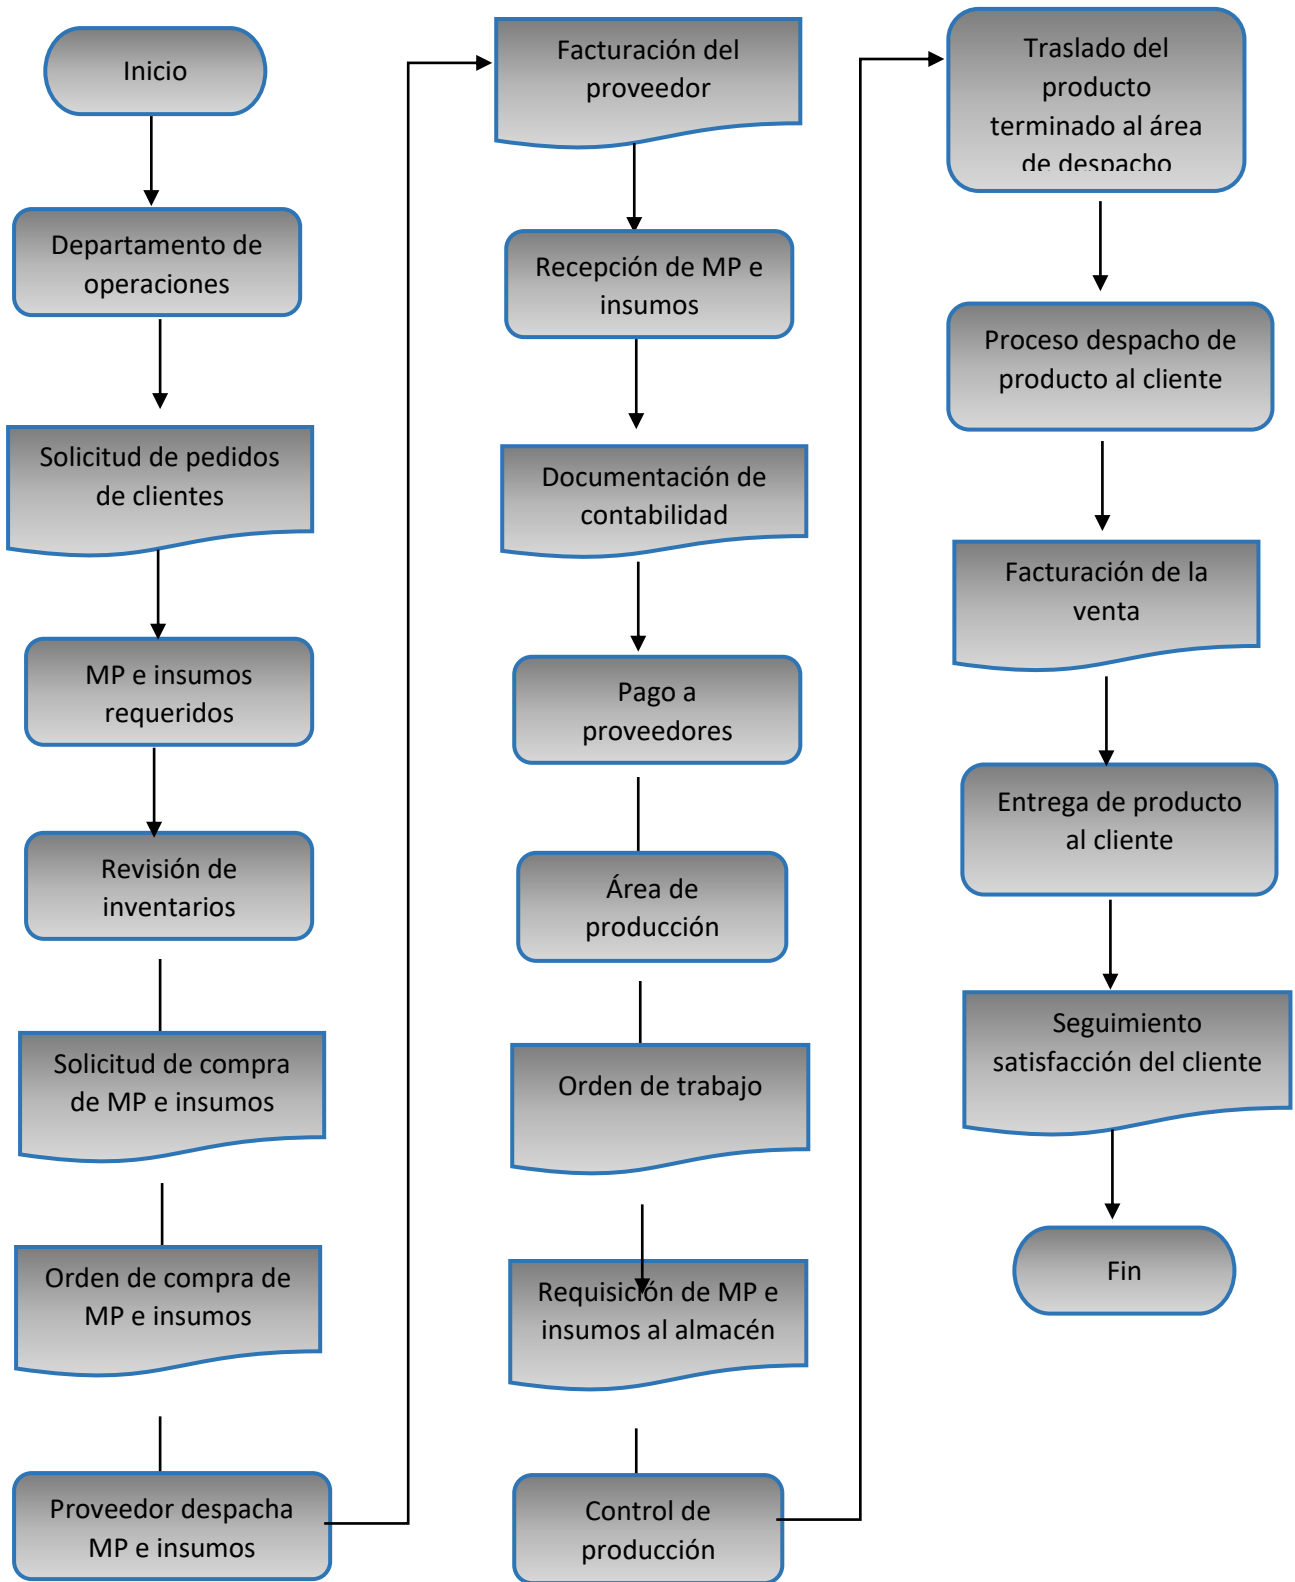 Inicio
Departamento de
operaciones
Solicitud de pedidos
de clientes
MP e insumos
requeridos
Revisión de
inventarios
Solicitud de compra
de MP e insumos
Orden de compra de
MP e insumos
Proveedor despacha
MP e insumos
Facturación del
proveedor
Recepción de MP e
insumos
Documentación de
contabilidad
Pago a
proveedores
Área de
producción
Orden de trabajo
Requisición de MP e
insumos al almacén
Control de
producción
Traslado del
producto
terminado al área
de despacho
Proceso despacho de
producto al cliente
Facturación de la
venta
Entrega de producto
al cliente
Seguimiento
satisfacción del cliente
Fin